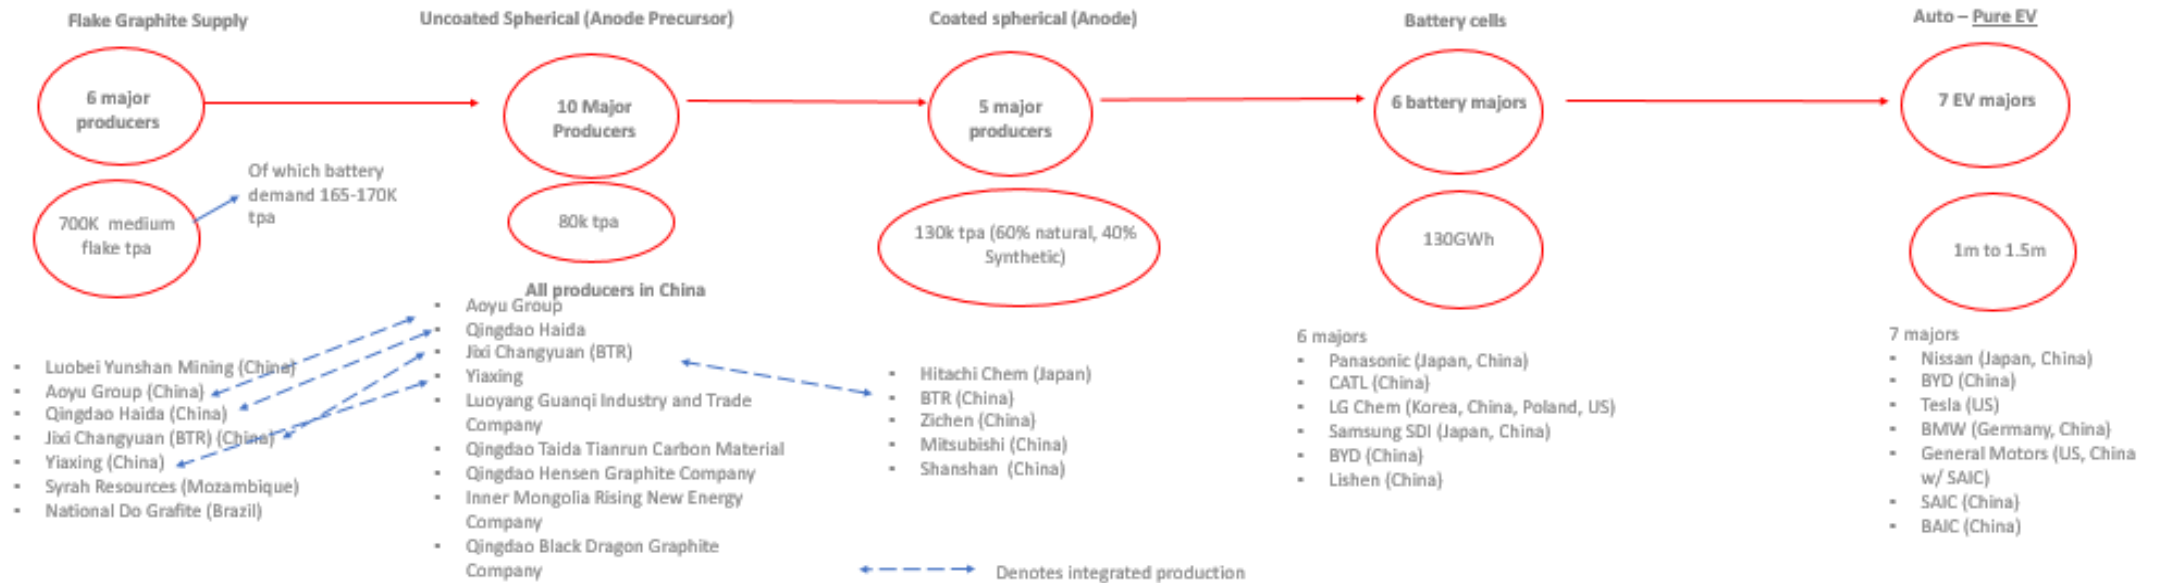 Flake Graphite Supply
6 major
producers
700K medium
flake tpa
Of which battery
demand 165-170K
tpa
▪ Luobei Yunshan Mining (China)
▪ Aoyu Group (China)
▪ Qingdao Haida (China)
▪ Jixi Changyuan (BTR) (China)
▪ Yiaxing (China)
▪ Syrah Resources (Mozambique)
▪ National Do Grafite (Brazil)
Uncoated Spherical (Anode Precursor)
10 Major
Producers
80k tpa
All producers in China
▪ Aoyu Group
▪ Qingdao Haida
▪ Jixi Changyuan (BTR)
▪ Yiaxing
▪ Luoyang Guanqi Industry and Trade
Company
▪ Qingdao Taida Tianrun Carbon Material
▪ Qingdao Hensen Graphite Company
▪ Inner Mongolia Rising New Energy
Company
▪ Qingdao Black Dragon Graphite
Company
Coated spherical (Anode)
5 major
producers
130k tpa (60% natural, 40%
Synthetic)
▪ Hitachi Chem (Japan)
▪ BTR (China)
▪ Zichen (China)
▪ Mitsubishi (China)
▪ Shanshan (China)
Denotes integrated production
Battery cells
6 battery majors
130GWh
6 majors
▪ Panasonic (Japan, China)
▪ CATL (China)
▪ LG Chem (Korea, China, Poland, US)
▪ Samsung SDI (Japan, China)
▪ BYD (China)
▪ Lishen (China)
Auto – Pure EV
7 EV majors
1m to 1.5m
7 majors
▪ Nissan (Japan, China)
▪ BYD (China)
▪ Tesla (US)
▪ BMW (Germany, China)
▪ General Motors (US, China
w/ SAIC)
▪ SAIC (China)
▪ BAIC (China)